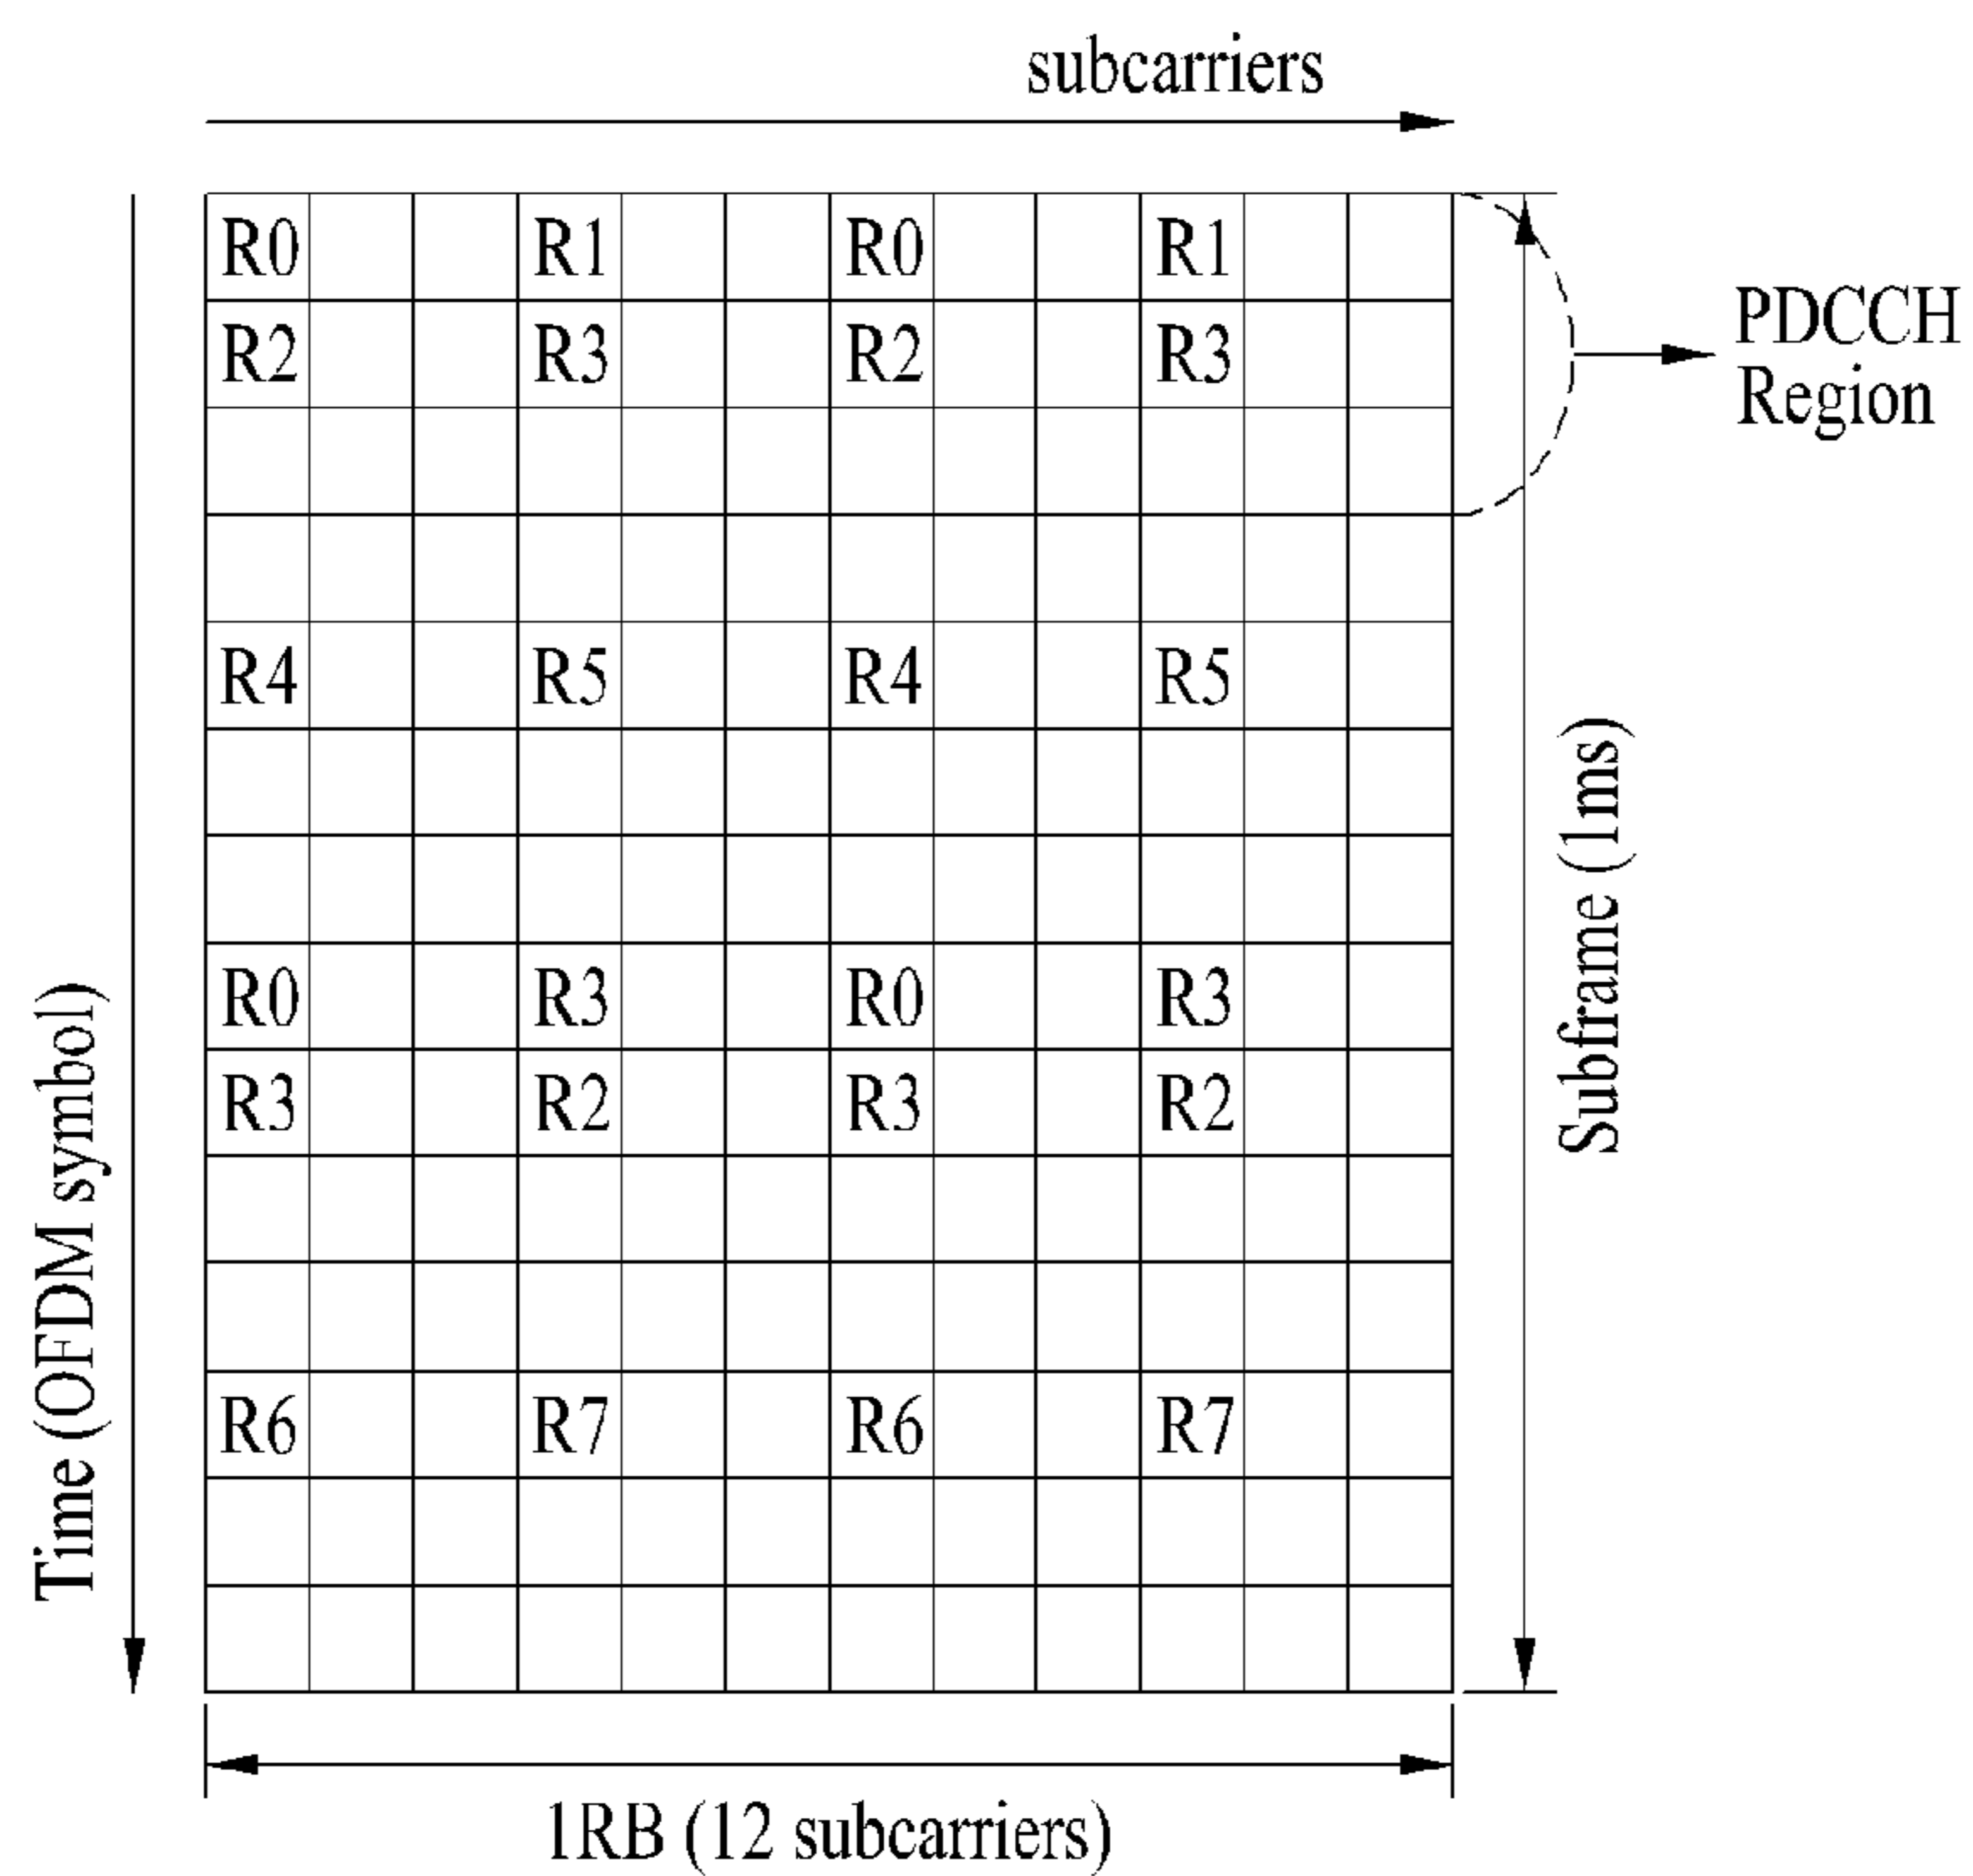 subcarriers
R0 R1 R0 R1
R2 R3 R2 R3
PDCCH
Region
R4 R5 R4 R5
R0 R3 R0 R3
R3 R2 R3 R2
R6 R7 R6 R7
Time (OFDM symbol)
Subframe (1ms)
1RB (12 subcarriers)